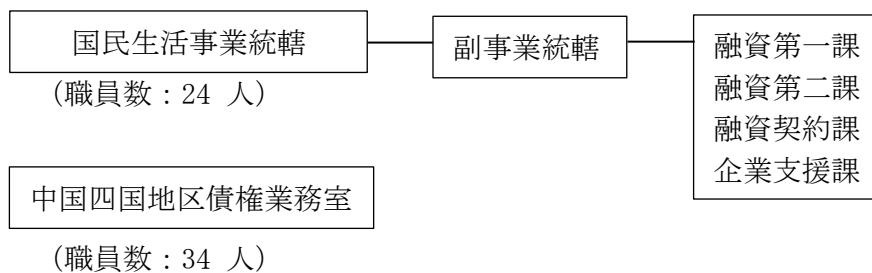 国民生活事業統轄
副事業統轄
融資第一課
融資第二課
融資契約課
企業支援課
(職員数：24 人)
中国四国地区債権業務室
(職員数：34 人)